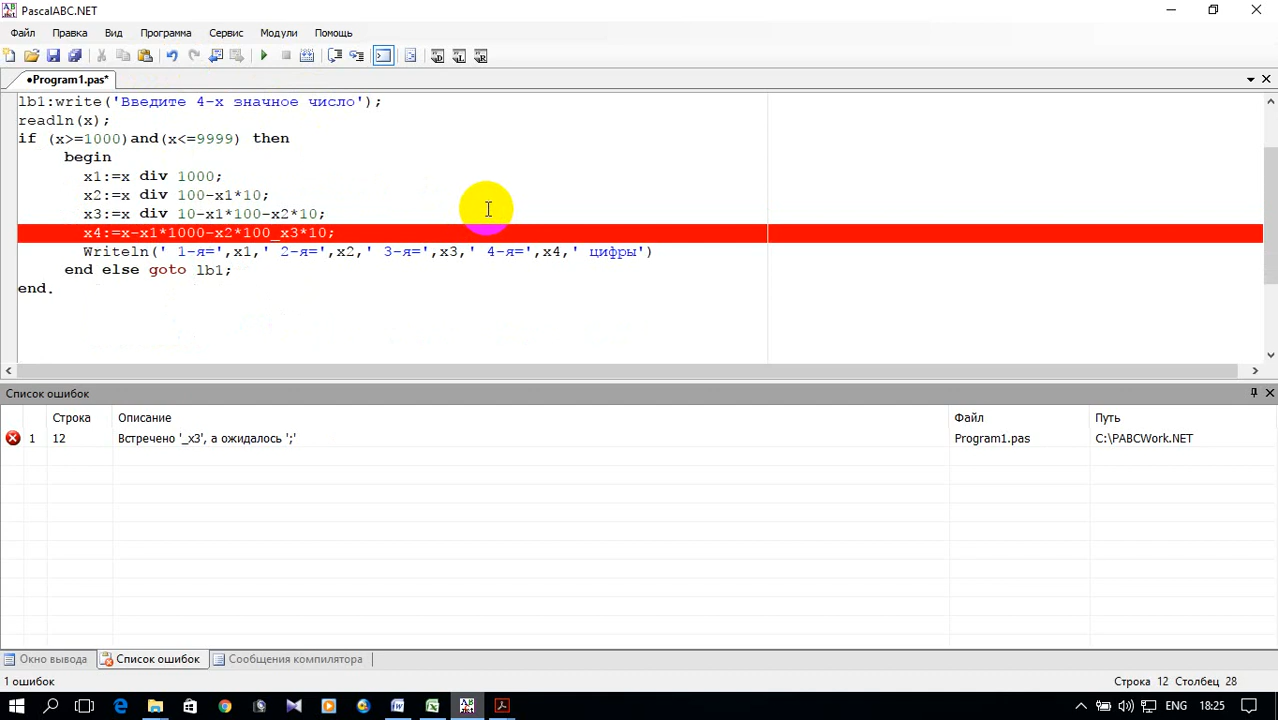 PascalABC.NET
Файл Правка Вид Программа Сервис Модули Помощь
•Program1.pas*
lb1:write('Введите 4-х значное число');
readln(x);
if (x>=1000)and(x<=9999) then
begin
x1:=x div 1000;
x2:=x div 100-x1*10;
x3:=x div 10-x1*100-x2*10;
x4:=x-x1*1000-x2*100_x3*10;
Writeln(' 1-я=',x1,' 2-я=',x2,' 3-я=',x3,' 4-я=',x4,' цифры')
end else goto lb1;
end.
Список ошибок
Строка Описание Файл Путь
1 12 Встречено '_x3', а ожидалось ';' Program1.pas C:\PABCWork.NET
Окно вывода Список ошибок Сообщения компилятора
1 ошибок Строка 12 Столбец 28
ENG 18:25